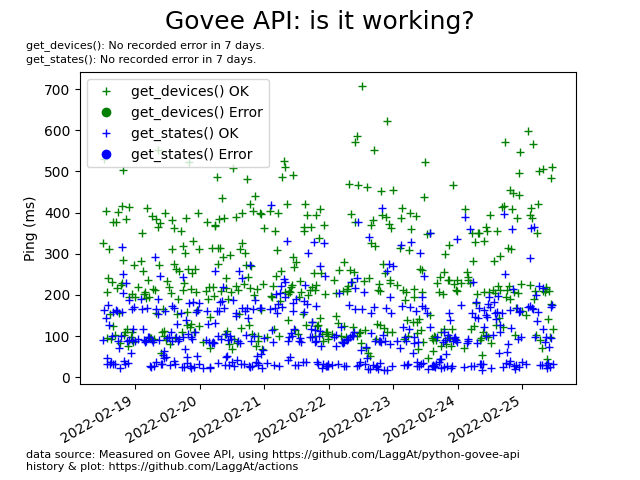 Govee API: is it working?
get_devices(): No recorded error in 7 days.
get_states(): No recorded error in 7 days.
get_devices() OK
get_devices() Error
get_states() OK
get_states() Error
Ping (ms)
700
600
500
400
300
200
100
0
2022-02-19
2022-02-20
2022-02-21
2022-02-22
2022-02-23
2022-02-24
2022-02-25
data source: Measured on Govee API, using https://github.com/LaggAt/python-govee-api
history & plot: https://github.com/LaggAt/actions